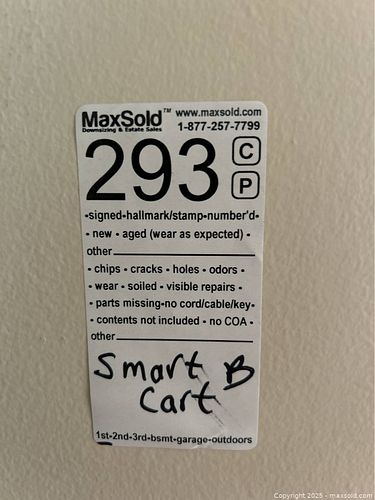 MaxSold™ www.maxsold.com
Downsizing & Estate Sales 1-877-257-7799
293 C
P
•signed•hallmark/stamp•number'd•
• new • aged (wear as expected) •
other
• chips • cracks • holes • odors •
• wear • soiled • visible repairs •
• parts missing•no cord/cable/key•
• contents not included • no COA •
other
Smart B
Cart
1st-2nd-3rd-bsmt-garage-outdoors
Copyright 2025 - maxsold.com